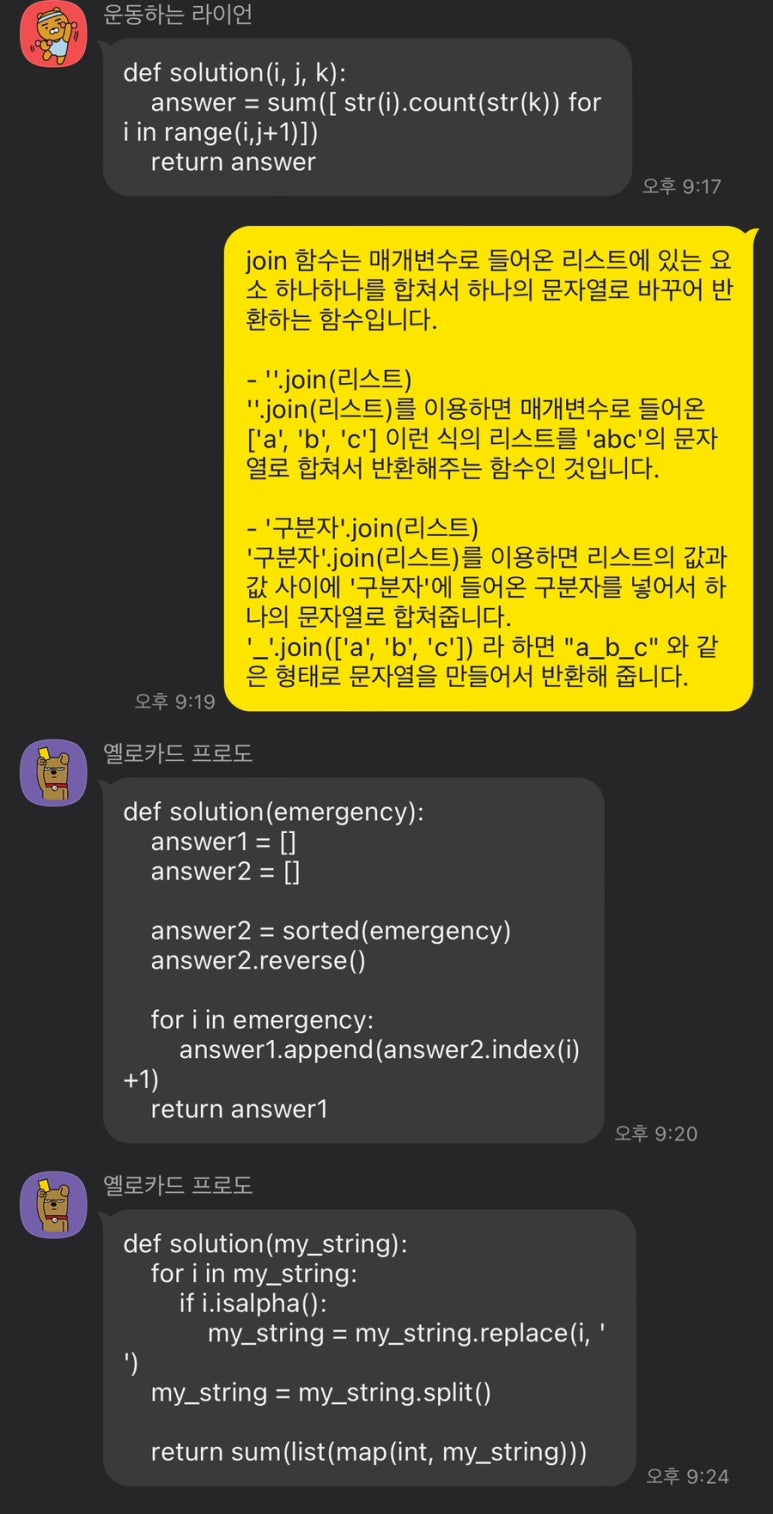 운동하는 라이언
def solution(i, j, k):
    answer = sum([ str(i).count(str(k)) for
i in range(i,j+1)])
    return answer
오후 9:17
join 함수는 매개변수로 들어온 리스트에 있는 요
소 하나하나를 합쳐서 하나의 문자열로 바꾸어 반
환하는 함수입니다.

- ''.join(리스트)
''.join(리스트)를 이용하면 매개변수로 들어온
['a', 'b', 'c'] 이런 식의 리스트를 'abc'의 문자
열로 합쳐서 반환해주는 함수인 것입니다.

- '구분자'.join(리스트)
'구분자'.join(리스트)를 이용하면 리스트의 값과
값 사이에 '구분자'에 들어온 구분자를 넣어서 하
나의 문자열로 합쳐줍니다.
'_'.join(['a', 'b', 'c']) 라 하면 "a_b_c" 와 같
은 형태로 문자열을 만들어서 반환해 줍니다.
오후 9:19
옐로카드 프로도
def solution(emergency):
    answer1 = []
    answer2 = []

    answer2 = sorted(emergency)
    answer2.reverse()

    for i in emergency:
        answer1.append(answer2.index(i)
+1)
    return answer1
오후 9:20
옐로카드 프로도
def solution(my_string):
    for i in my_string:
        if i.isalpha():
            my_string = my_string.replace(i, '
')
    my_string = my_string.split()

    return sum(list(map(int, my_string)))
오후 9:24